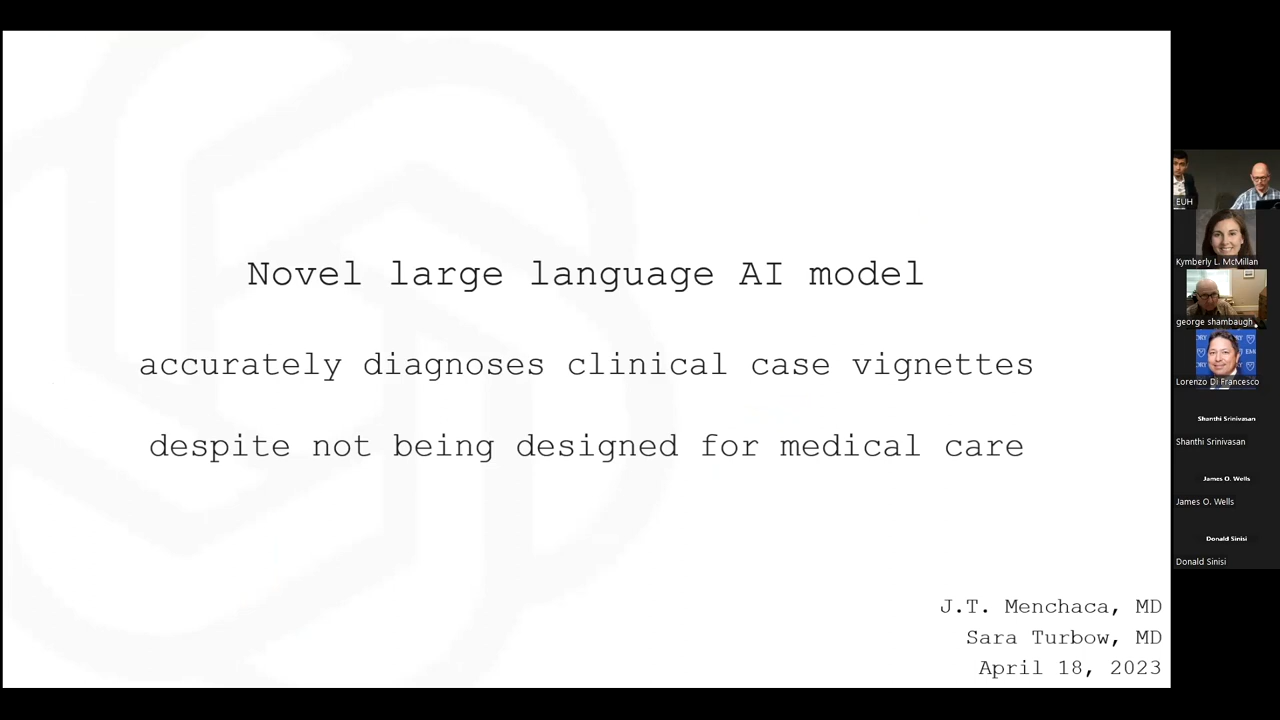 Novel large language AI model
accurately diagnoses clinical case vignettes
despite not being designed for medical care
J.T. Menchaca, MD
Sara Turbow, MD
April 18, 2023
EUH
Kymberly L. McMillan
george shambaugh
Lorenzo Di Francesco
Shanthi Srinivasan
Shanthi Srinivasan
James O. Wells
James O. Wells
Donald Sinisi
Donald Sinisi